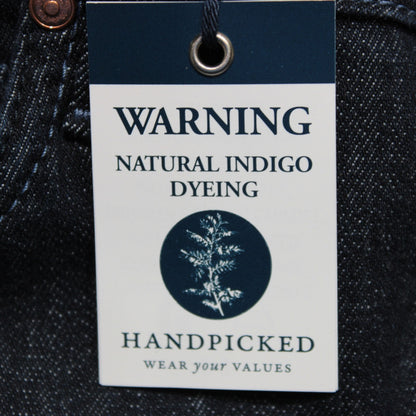 WARNING
NATURAL INDIGO
DYEING
HANDPICKED
WEAR your VALUES